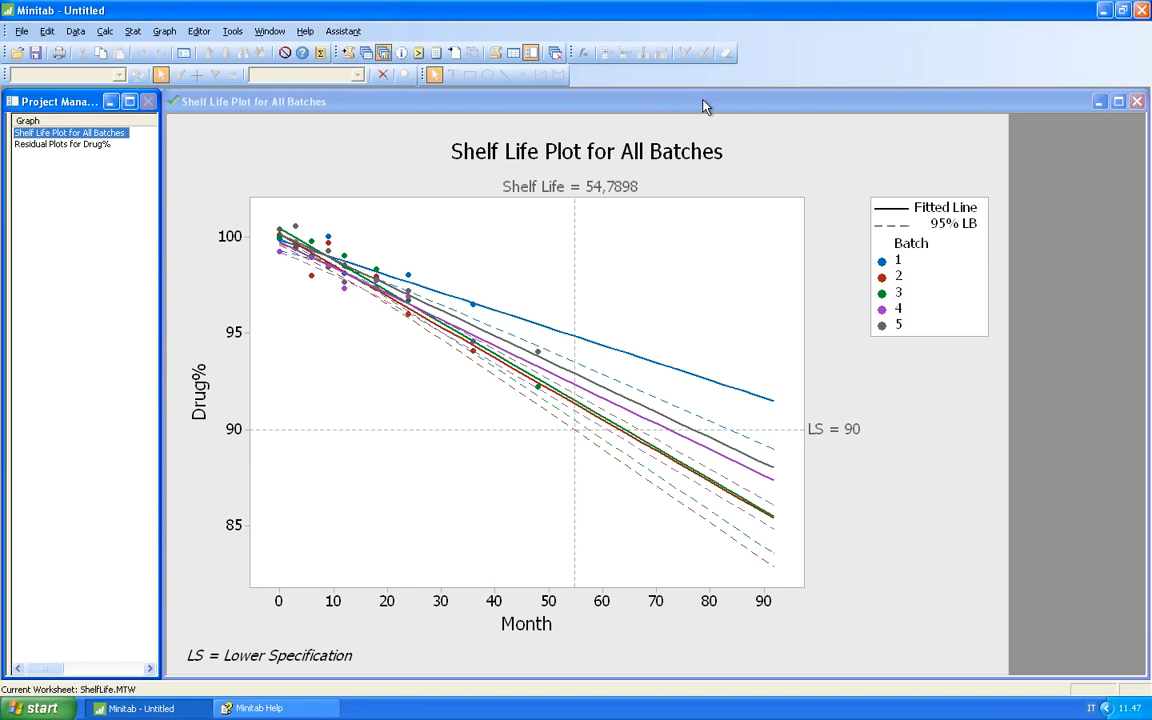 Minitab - Untitled
File Edit Data Calc Stat Graph Editor Tools Window Help Assistant
Project Mana...
Graph
Shelf Life Plot for All Batches
Residual Plots for Drug%
Shelf Life Plot for All Batches
Shelf Life Plot for All Batches
Shelf Life = 54,7898
100
95
90
85
Drug%
LS = 90
0 10 20 30 40 50 60 70 80 90
Month
LS = Lower Specification
Fitted Line
95% LB
Batch
1
2
3
4
5
Current Worksheet: ShelfLife.MTW
start
Minitab - Untitled
Minitab Help
IT
11.47